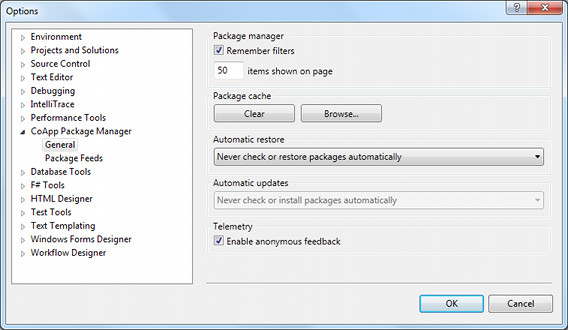 Options
Environment
Projects and Solutions
Source Control
Text Editor
Debugging
IntelliTrace
Performance Tools
CoApp Package Manager
General
Package Feeds
Database Tools
F# Tools
HTML Designer
Test Tools
Text Templating
Windows Forms Designer
Workflow Designer
Package manager
Remember filters
50 items shown on page
Package cache
Clear Browse...
Automatic restore
Never check or restore packages automatically
Automatic updates
Never check or install packages automatically
Telemetry
Enable anonymous feedback
OK Cancel